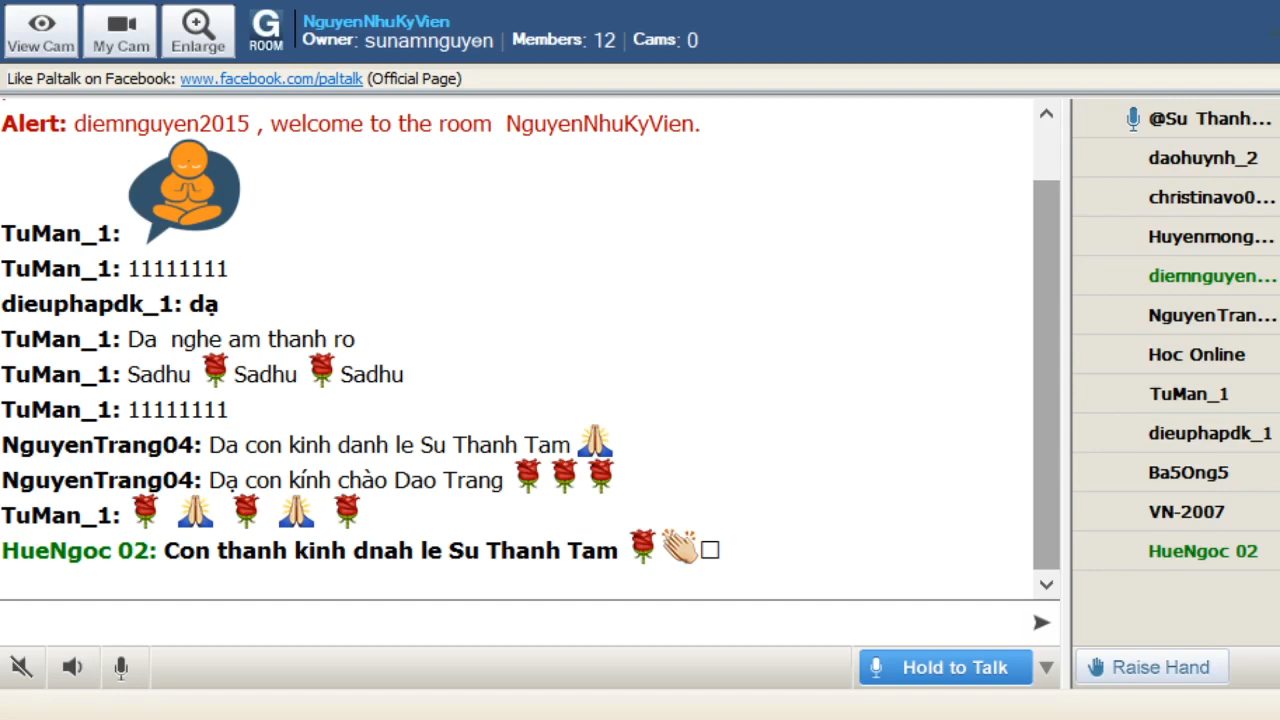 View Cam
My Cam
Enlarge
G ROOM
NguyenNhuKyVien
Owner: sunamnguyen | Members: 12 | Cams: 0
Like Paltalk on Facebook: www.facebook.com/paltalk (Official Page)
Alert: diemnguyen2015 , welcome to the room NguyenNhuKyVien.
TuMan_1:
TuMan_1: 11111111
dieuphapdk_1: dạ
TuMan_1: Da nghe am thanh ro
TuMan_1: Sadhu 🌹 Sadhu 🌹 Sadhu
TuMan_1: 11111111
NguyenTrang04: Da con kinh danh le Su Thanh Tam 🙏
NguyenTrang04: Dạ con kính chào Dao Trang 🌹 🌹 🌹
TuMan_1: 🌹 🙏 🌹 🙏 🌹
HueNgoc 02: Con thanh kinh dnah le Su Thanh Tam 🌹👏□
@Su Thanh...
daohuynh_2
christinavo0...
Huyenmong...
diemnguyen...
NguyenTran...
Hoc Online
TuMan_1
dieuphapdk_1
Ba5Ong5
VN-2007
HueNgoc 02
Hold to Talk
Raise Hand